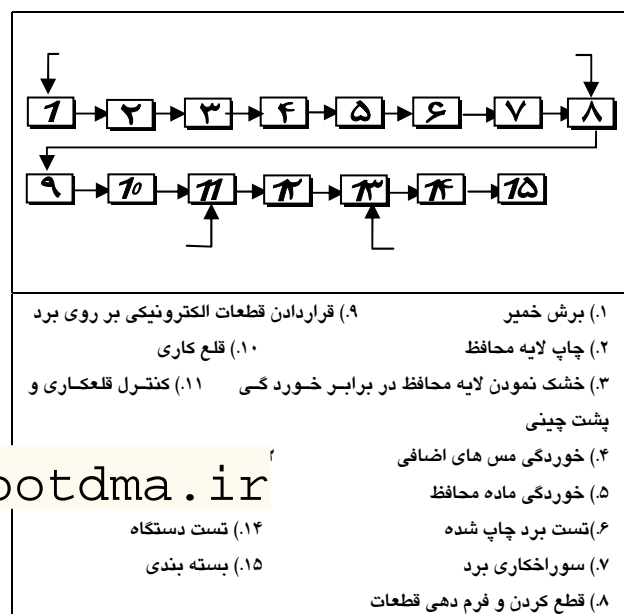 ۱ ۲ ۳ ۴ ۵ ۶ ۷ ۸
۹ ۱۰ ۱۱ ۱۲ ۱۳ ۱۴ ۱۵
۱.) برش خمیر ۹.) قراردادن قطعات الکترونیکی بر روی برد
۲.) چاپ لایه محافظ ۱۰.) قلع کاری
۳.) خشک نمودن لایه محافظ در برابر خورد گی ۱۱.) کنترل قلعکاری و
پشت چینی
۴.) خوردگی مس های اضافی
ootdma.ir
۵.) خوردگی ماده محافظ
۶.)تست برد چاپ شده ۱۴.) تست دستگاه
۷.) سوراخکاری برد ۱۵.) بسته بندی
۸.) قطع کردن و فرم دهی قطعات